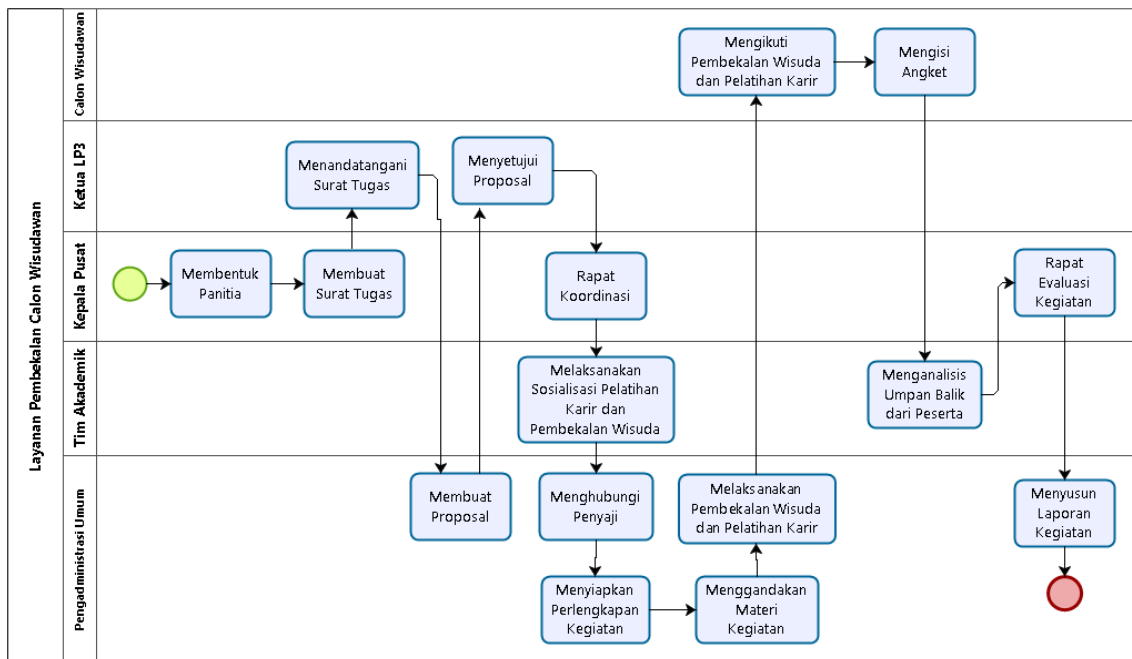 Layanan Pembekalan Calon Wisudawan
Calon Wisudawan
Mengikuti
Pembekalan Wisuda
dan Pelatihan Karir
Mengisi
Angket
Ketua LP3
Menandatangani
Surat Tugas
Menyetujui
Proposal
Kepala Pusat
Membentuk
Panitia
Membuat
Surat Tugas
Rapat
Koordinasi
Rapat
Evaluasi
Kegiatan
Tim Akademik
Melaksanakan
Sosialisasi Pelatihan
Karir dan
Pembekalan Wisuda
Menganalisis
Umpan Balik
dari Peserta
Pengadministrasi Umum
Membuat
Proposal
Menghubungi
Penyaji
Melaksanakan
Pembekalan Wisuda
dan Pelatihan Karir
Menyusun
Laporan
Kegiatan
Menyiapkan
Perlengkapan
Kegiatan
Menggandakan
Materi
Kegiatan